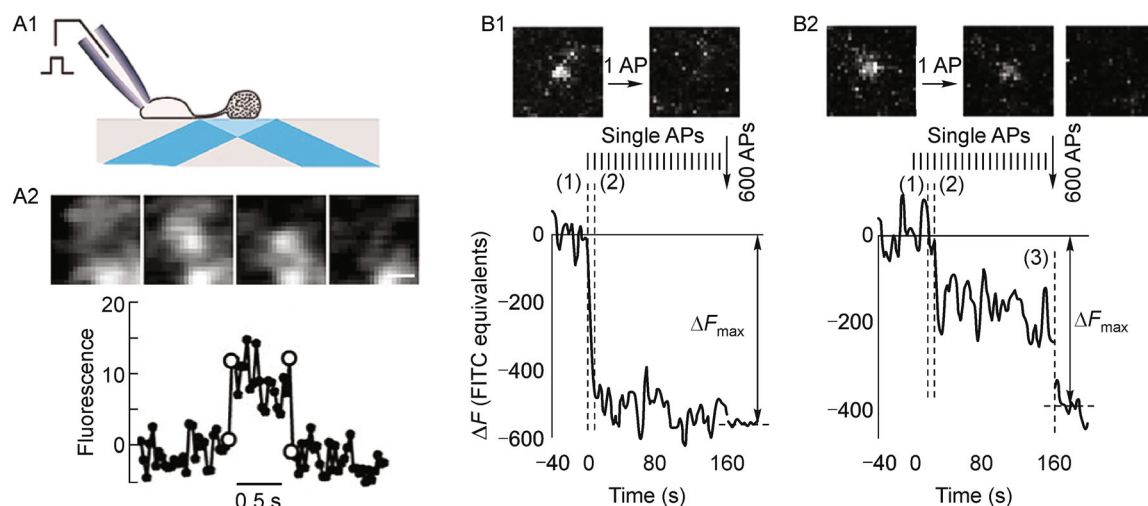 A1
A2
20
10
0
Fluorescence
0.5 s
B1
1 AP
Single APs
600 APs
(1)
(2)
0
−200
−400
−600
ΔF (FITC equivalents)
ΔFmax
−40
0
80
160
Time (s)
B2
1 AP
Single APs
600 APs
(1)
(2)
(3)
0
−200
−400
ΔFmax
−40
0
80
160
Time (s)